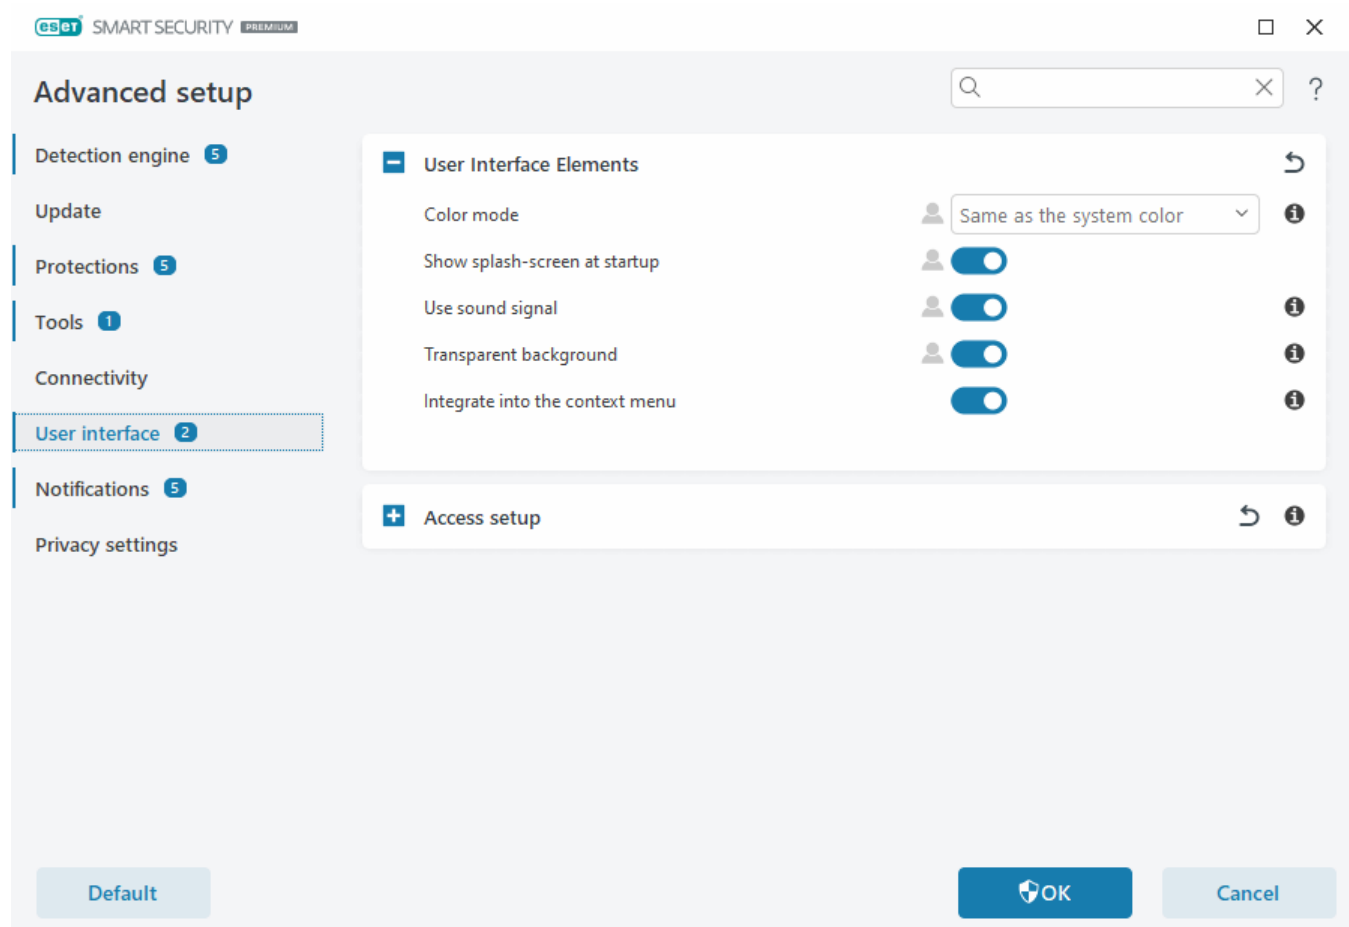 eset SMART SECURITY PREMIUM
Advanced setup
?
Detection engine 5
Update
Protections 5
Tools 1
Connectivity
User interface 2
Notifications 5
Privacy settings
User Interface Elements
Color mode Same as the system color
Show splash-screen at startup
Use sound signal
Transparent background
Integrate into the context menu
Access setup
Default
OK
Cancel